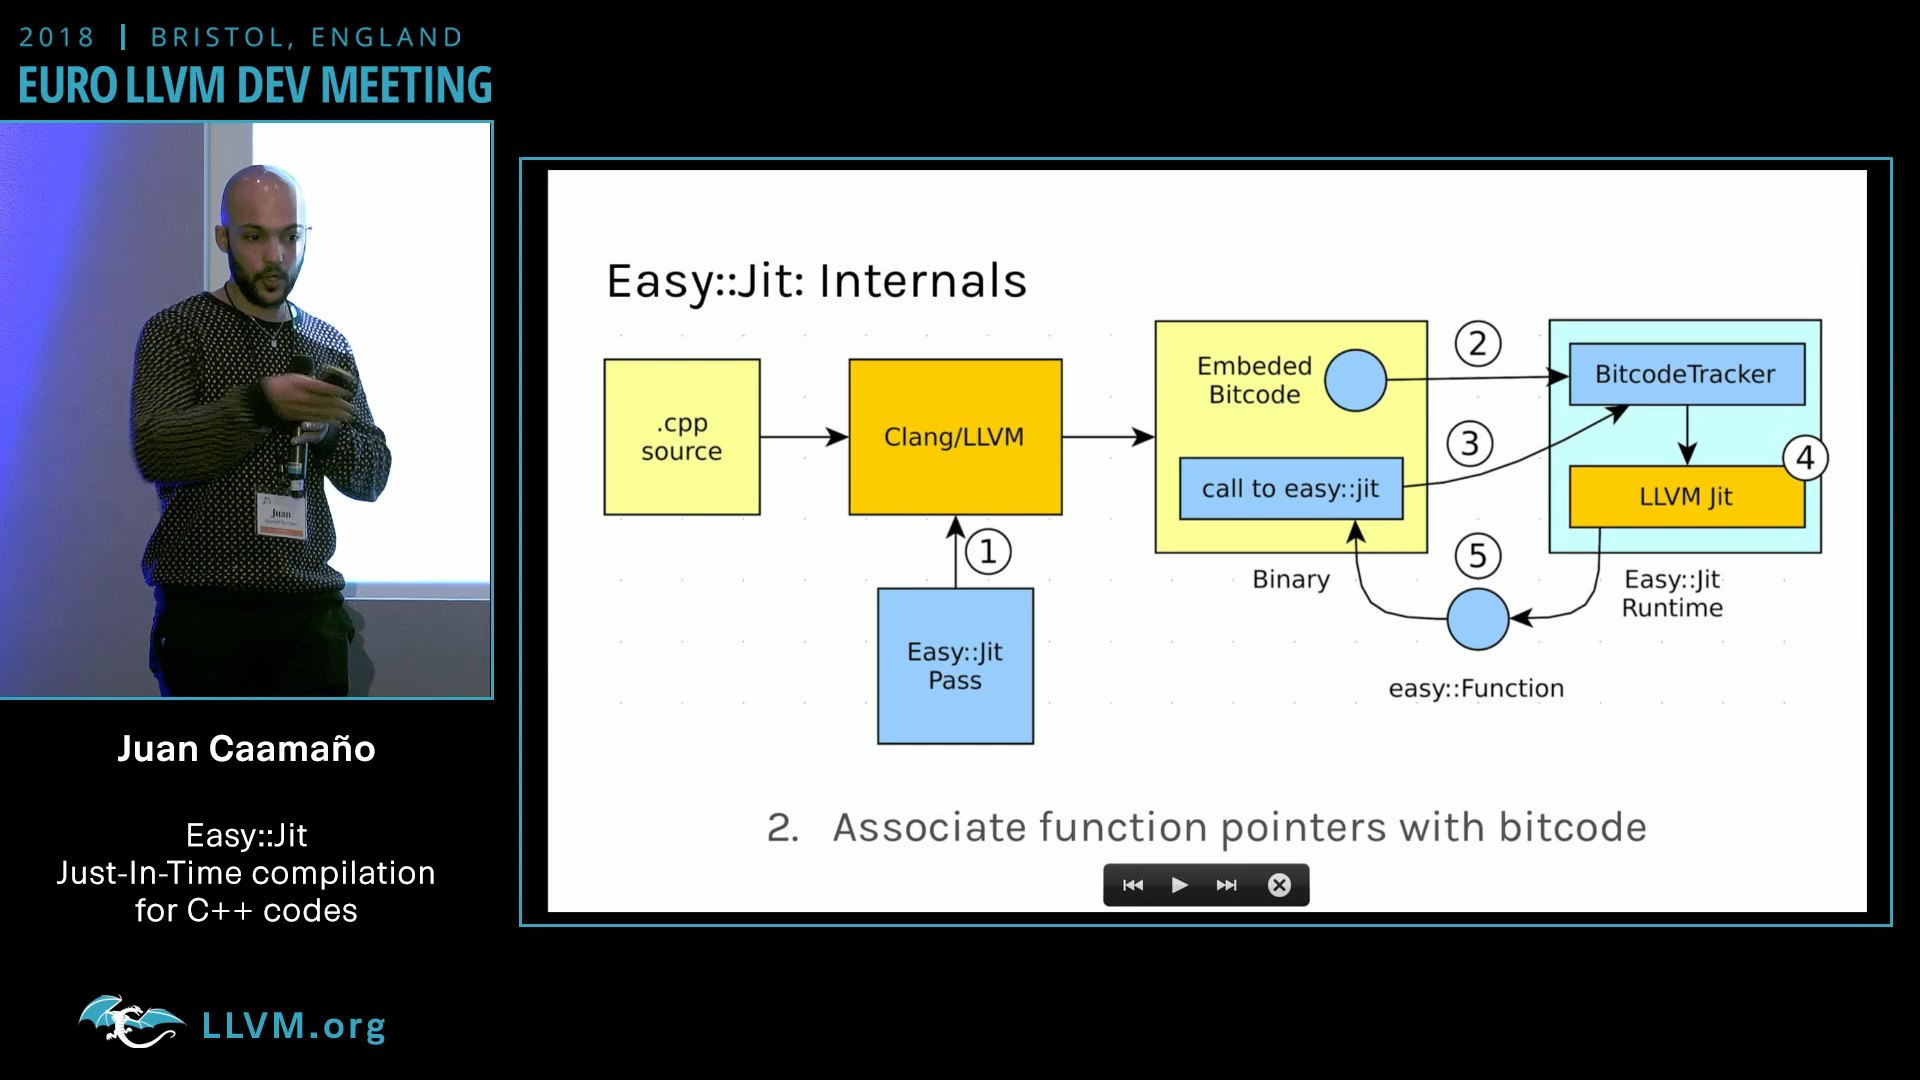 2018 | BRISTOL, ENGLAND
EURO LLVM DEV MEETING
Juan
Juan Caamaño
Easy::Jit
Just-In-Time compilation
for C++ codes
LLVM.org
Easy::Jit: Internals
.cpp
source
Clang/LLVM
1
Easy::Jit
Pass
Embeded
Bitcode
call to easy::jit
Binary
2
3
BitcodeTracker
4
LLVM Jit
5
Easy::Jit
Runtime
easy::Function
2. Associate function pointers with bitcode